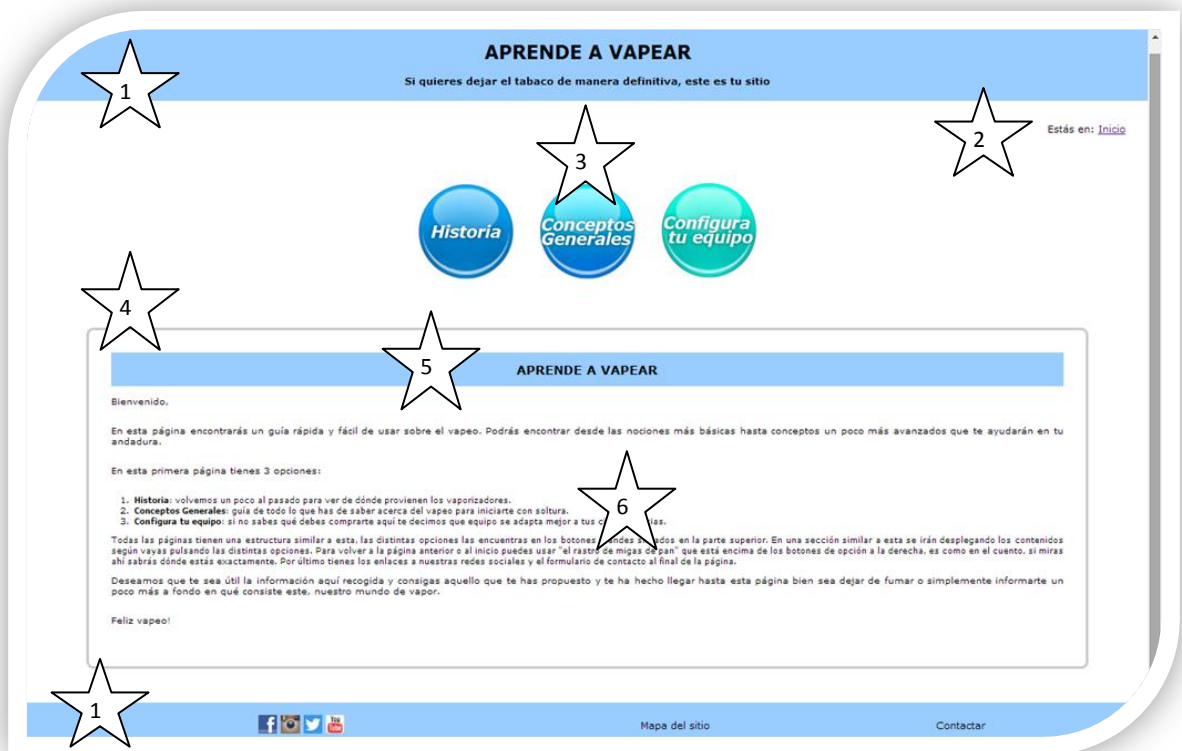 APRENDE A VAPEAR
Si quieres dejar el tabaco de manera definitiva, este es tu sitio
1
2
Estás en: Inicio
3
Historia
Conceptos
Generales
Configura
tu equipo
4
5
APRENDE A VAPEAR
Bienvenido,
En esta página encontrarás un guía rápida y fácil de usar sobre el vapeo. Podrás encontrar desde las nociones más básicas hasta conceptos un poco más avanzados que te ayudarán en tu
andadura.
En esta primera página tienes 3 opciones:
1. Historia: volvemos un poco al pasado para ver de dónde provienen los vaporizadores.
2. Conceptos Generales: guía de todo lo que has de saber acerca del vapeo para iniciarte con soltura.
3. Configura tu equipo: si no sabes qué debes comprarte aquí te decimos que equipo se adapta mejor a tus
6
Todas las páginas tienen una estructura similar a esta, las distintas opciones las encuentras en los botones en la parte superior. En una sección similar a esta se irán desplegando los contenidos
según vayas pulsando las distintas opciones. Para volver a la página anterior o al inicio puedes usar "el rastro de migas de pan" que está encima de los botones de opción a la derecha, es como en el cuento, si miras
ahí sabrás dónde estás exactamente. Por último tienes los enlaces a nuestras redes sociales y el formulario de contacto al final de la página.
Deseamos que te sea útil la información aquí recogida y consigas aquello que te has propuesto y te ha hecho llegar hasta esta página bien sea dejar de fumar o simplemente informarte un
poco más a fondo en qué consiste este, nuestro mundo de vapor.
Feliz vapeo!
1
You
Mapa del sitio
Contactar